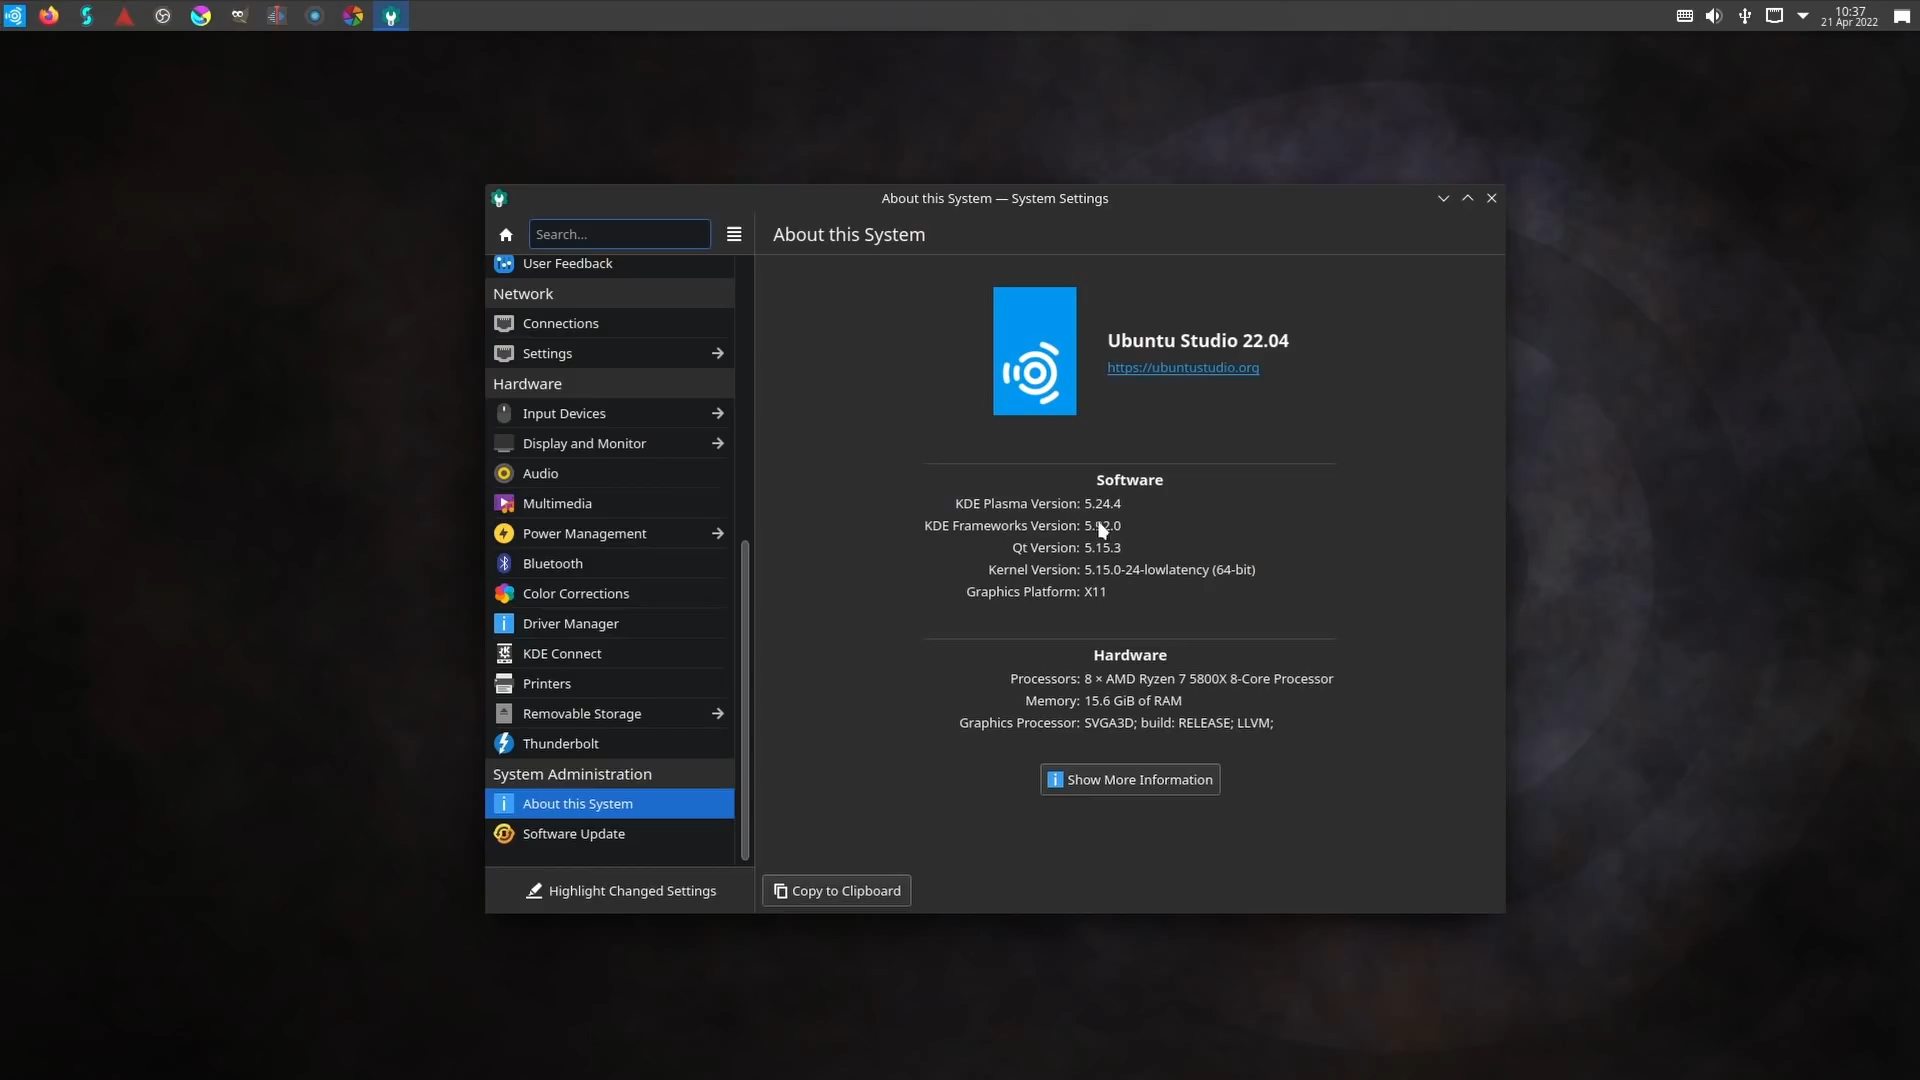 10:37
21 Apr 2022
About this System — System Settings
Search...
About this System
User Feedback
Network
Connections
Settings
Hardware
Input Devices
Display and Monitor
Audio
Multimedia
Power Management
Bluetooth
Color Corrections
Driver Manager
KDE Connect
Printers
Removable Storage
Thunderbolt
System Administration
About this System
Software Update
Highlight Changed Settings
Ubuntu Studio 22.04
https://ubuntustudio.org
Software
KDE Plasma Version: 5.24.4
KDE Frameworks Version:
Qt Version: 5.15.3
Kernel Version: 5.15.0-24-lowlatency (64-bit)
Graphics Platform: X11
Hardware
Processors: 8 × AMD Ryzen 7 5800X 8-Core Processor
Memory: 15.6 GiB of RAM
Graphics Processor: SVGA3D; build: RELEASE; LLVM;
Show More Information
Copy to Clipboard